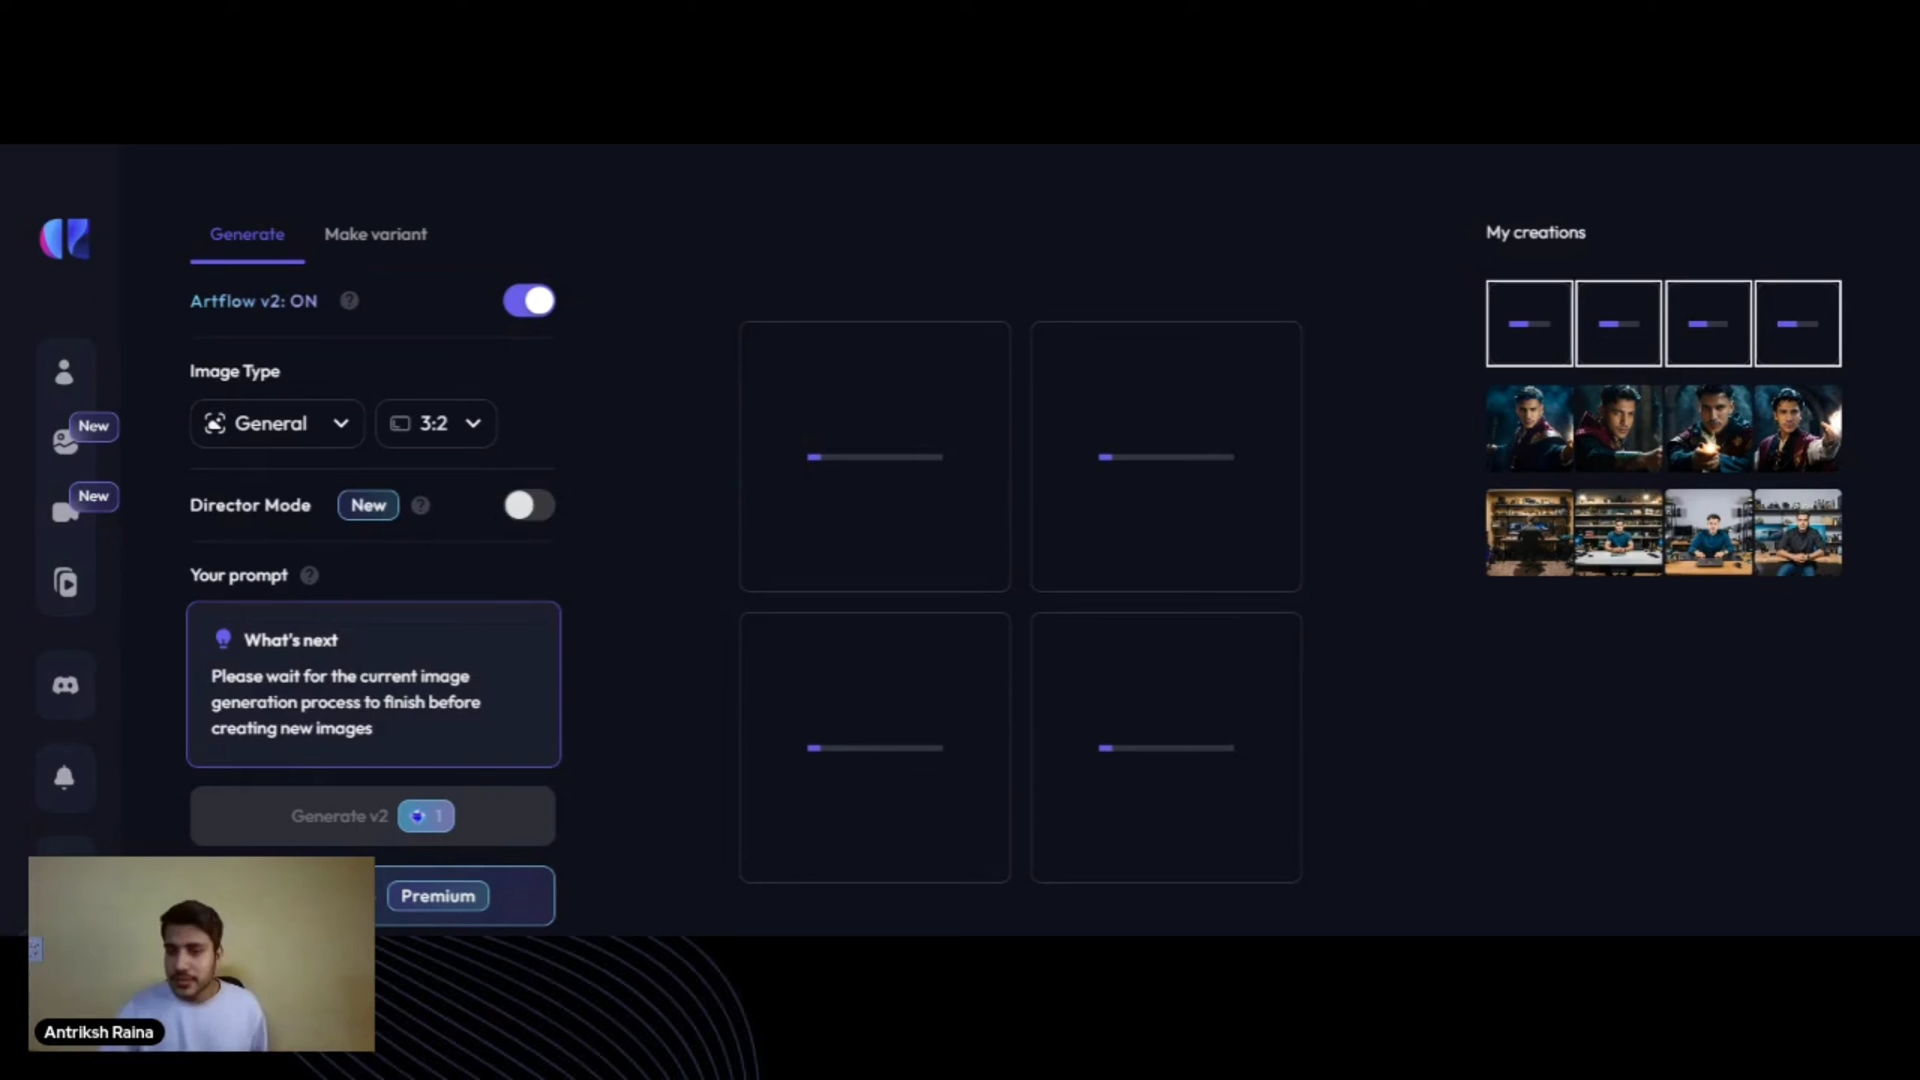 Generate
Make variant
My creations
Artflow v2: ON
Image Type
General
3:2
New
New
Director Mode
New
Your prompt
What's next
Please wait for the current image
generation process to finish before
creating new images
Generate v2
1
Premium
Antriksh Raina